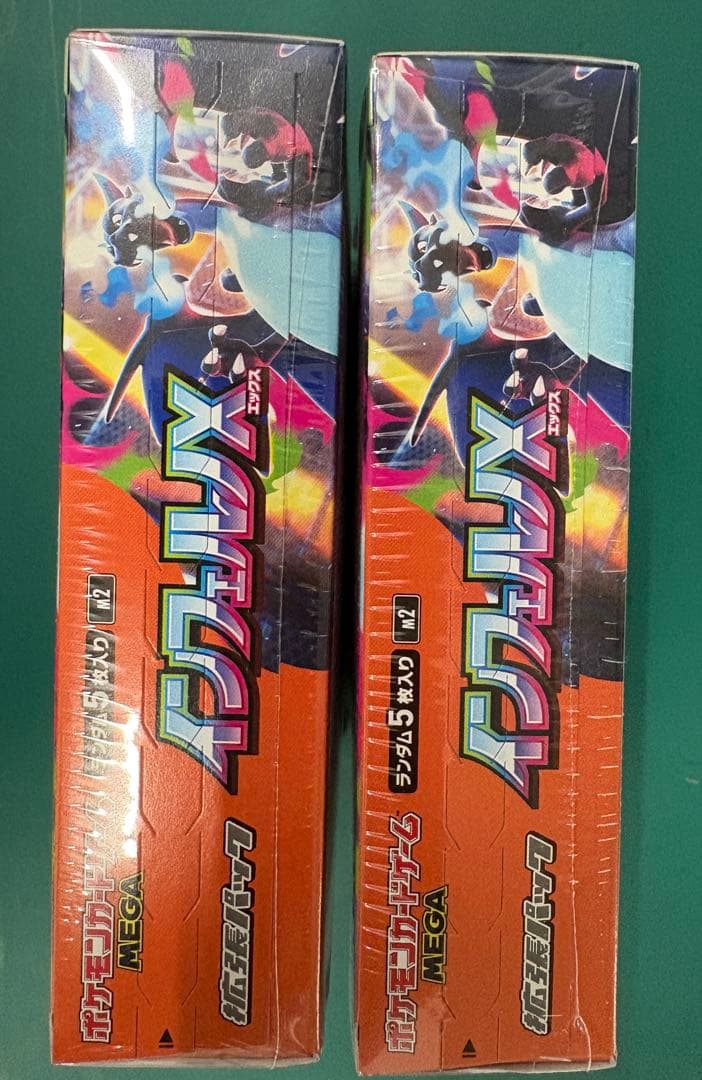 ポケモンカードゲーム
MEGA
ランダム5枚入り
M2
インフェルノX
エックス
拡張パック
ポケモンカードゲーム
MEGA
ランダム5枚入り
M2
インフェルノX
エックス
拡張パック